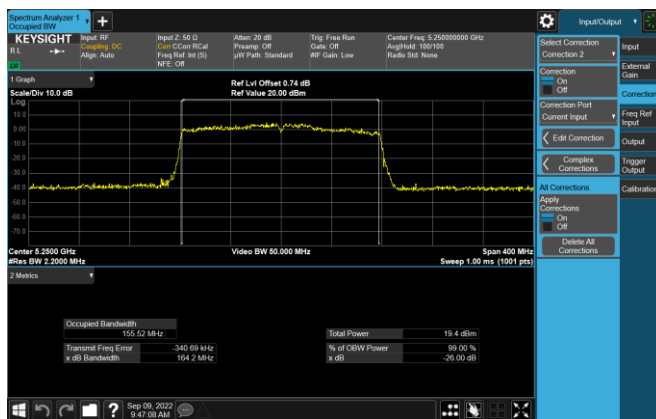 Spectrum Analyzer 1
Occupied BW
+
Input/Output
KEYSIGHT
R L
Input: RF
Coupling: DC
Align: Auto
Input Z: 50 Ω
Corr CCorr RCal
Freq Ref: Int (S)
NFE: Off
Atten: 20 dB
Preamp: Off
µW Path: Standard
Trig: Free Run
Gate: Off
#IF Gain: Low
Center Freq: 5.250000000 GHz
Avg|Hold: 100/100
Radio Std: None
1 Graph
Scale/Div 10.0 dB
Ref Lvl Offset 0.74 dB
Ref Value 20.00 dBm
Log
10.0
0.00
-10.0
-20.0
-30.0
-40.0
-50.0
-60.0
-70.0
Center 5.2500 GHz
#Res BW 2.2000 MHz
Video BW 50.000 MHz
Span 400 MHz
Sweep 1.00 ms (1001 pts)
2 Metrics
Occupied Bandwidth
155.52 MHz
Transmit Freq Error -340.69 kHz
x dB Bandwidth 164.2 MHz
Total Power 19.4 dBm
% of OBW Power 99.00 %
x dB -26.00 dB
Select Correction
Correction 2
Correction
On
Off
Correction Port
Current Input
Edit Correction
Complex
Corrections
All Corrections
Apply
Corrections
On
Off
Delete All
Corrections
Input
External
Gain
Correction
Freq Ref
Input
Output
Trigger
Output
Calibratio
?
Sep 09, 2022
9:47:08 AM